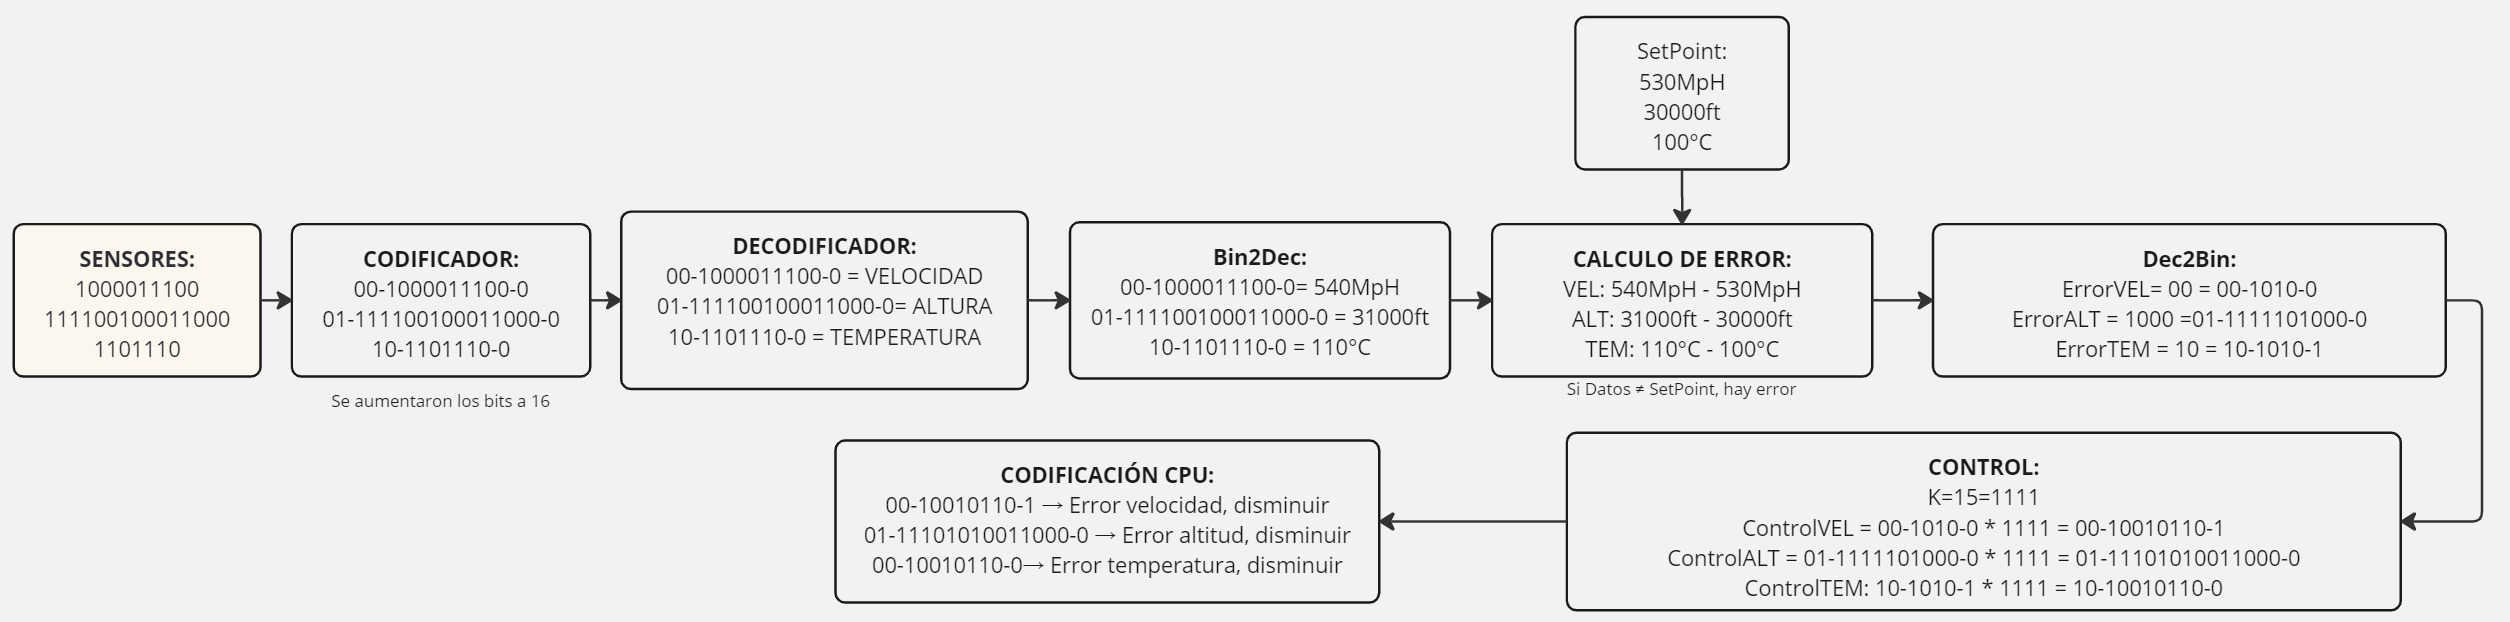 SetPoint:
530MpH
30000ft
100°C
SENSORES:
1000011100
111100100011000
1101110
CODIFICADOR:
00-1000011100-0
01-111100100011000-0
10-1101110-0
Se aumentaron los bits a 16
DECODIFICADOR:
00-1000011100-0 = VELOCIDAD
01-111100100011000-0= ALTURA
10-1101110-0 = TEMPERATURA
Bin2Dec:
00-1000011100-0= 540MpH
01-111100100011000-0 = 31000ft
10-1101110-0 = 110°C
CALCULO DE ERROR:
VEL: 540MpH - 530MpH
ALT: 31000ft - 30000ft
TEM: 110°C - 100°C
Si Datos ≠ SetPoint, hay error
Dec2Bin:
ErrorVEL= 00 = 00-1010-0
ErrorALT = 1000 =01-1111101000-0
ErrorTEM = 10 = 10-1010-1
CONTROL:
K=15=1111
ControlVEL = 00-1010-0 * 1111 = 00-10010110-1
ControlALT = 01-1111101000-0 * 1111 = 01-11101010011000-0
ControlTEM: 10-1010-1 * 1111 = 10-10010110-0
CODIFICACIÓN CPU:
00-10010110-1 → Error velocidad, disminuir
01-11101010011000-0 → Error altitud, disminuir
00-10010110-0→ Error temperatura, disminuir